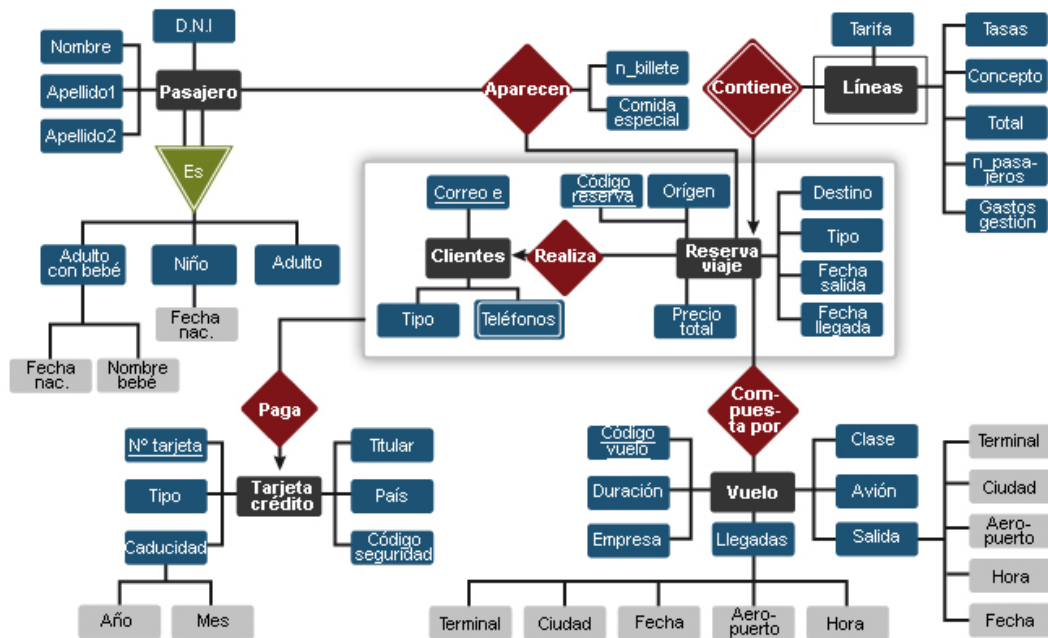 D.N.I
Nombre
Apellido1
Apellido2
Pasajero
Es
Adulto
con bebé
Niño
Adulto
Fecha
nac.
Fecha
nac.
Nombre
bebé
Aparecen
n_billete
Comida
especial
Contiene
Tarifa
Líneas
Tasas
Concepto
Total
n_pasa-
jeros
Gastos
gestión
Correo e
Clientes
Tipo
Teléfonos
Realiza
Código
reserva
Orígen
Reserva
viaje
Precio
total
Destino
Tipo
Fecha
salida
Fecha
llegada
Paga
Nº tarjeta
Tipo
Caducidad
Año
Mes
Tarjeta
crédito
Titular
País
Código
seguridad
Com-
pues-
ta por
Código
vuelo
Duración
Empresa
Vuelo
Llegadas
Clase
Avión
Salida
Terminal
Ciudad
Aero-
puerto
Hora
Fecha
Terminal
Ciudad
Fecha
Aero-
puerto
Hora